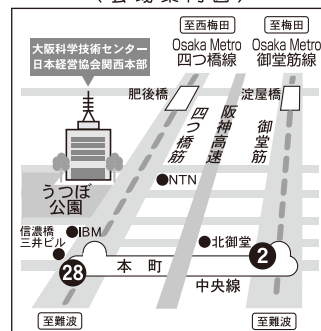 (会場案内図)
至西梅田
至梅田
大阪科学技術センター
日本経営協会関西本部
Osaka Metro
四つ橋線
Osaka Metro
御堂筋線
肥後橋
淀屋橋
四つ橋筋
阪神高速
御堂筋
うつぼ
公園
NTN
信濃橋
三井ビル
IBM
北御堂
28
本町
2
中央線
至難波
至難波